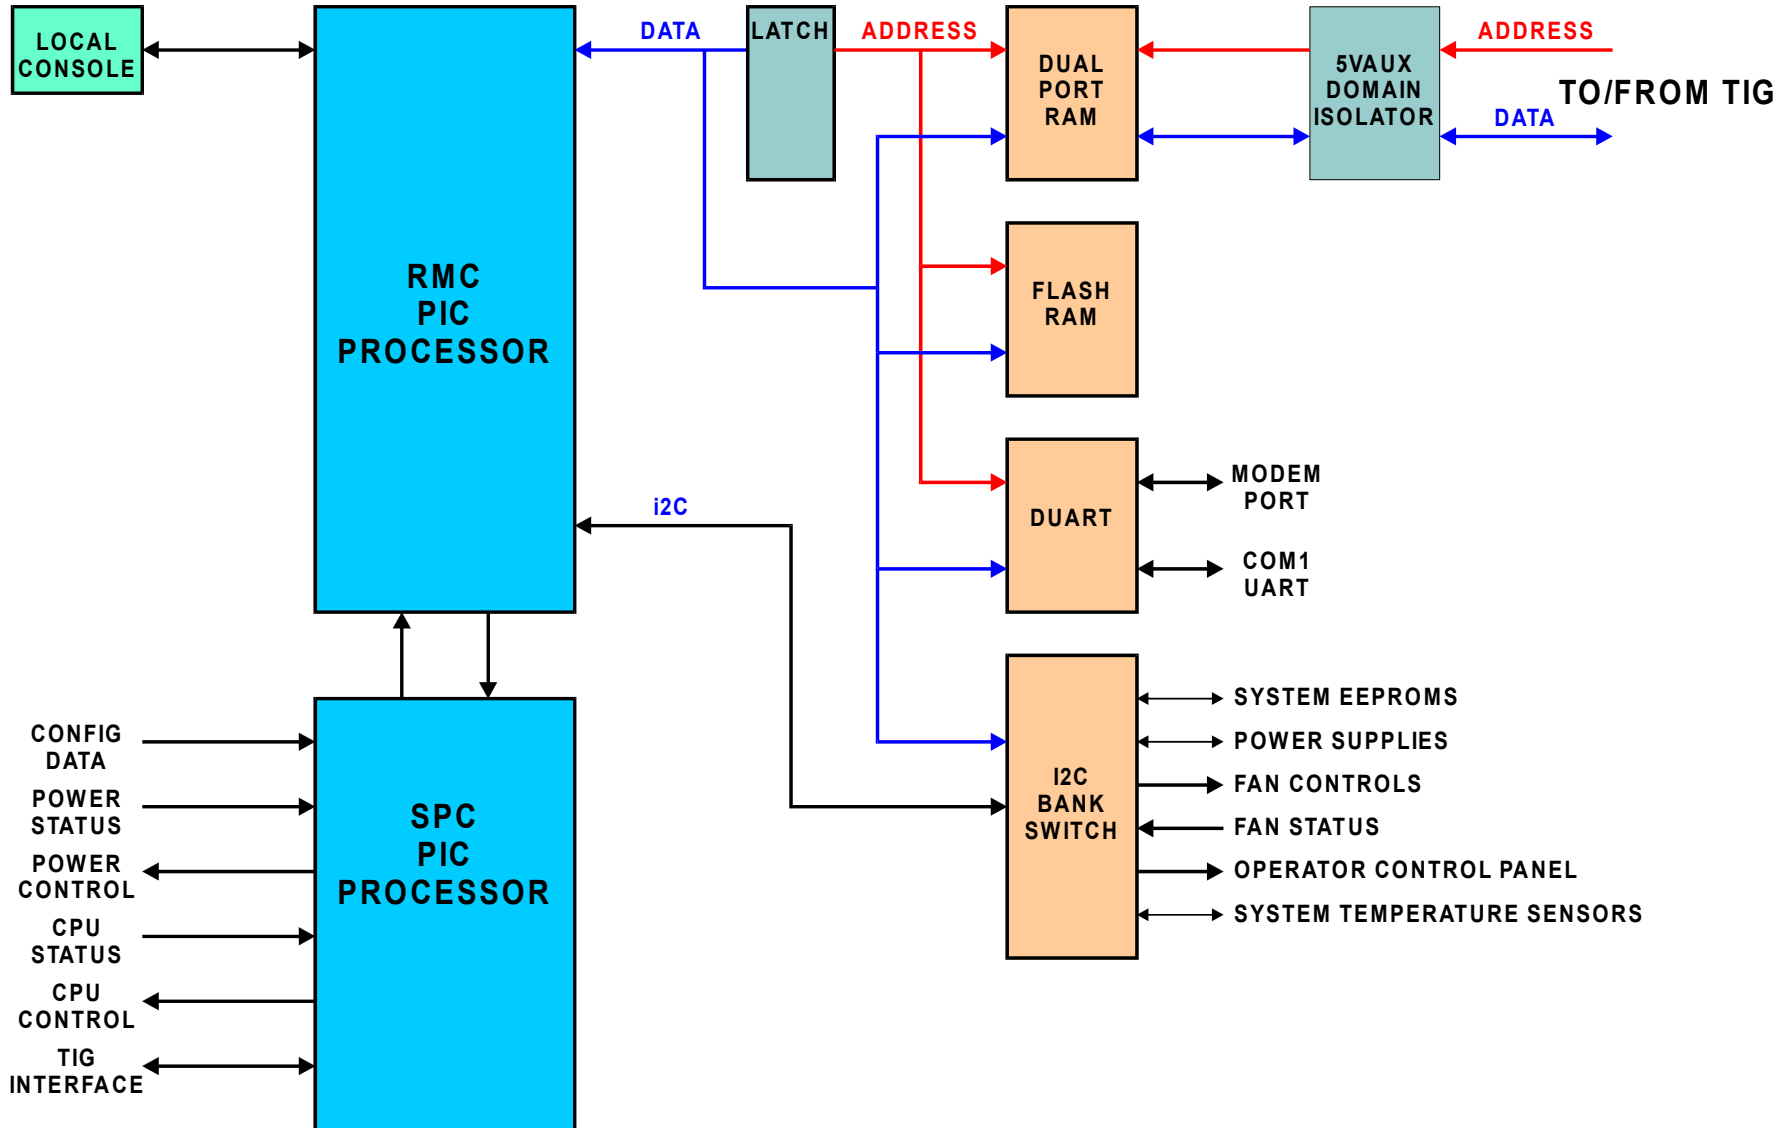 LOCAL
CONSOLE
DATA
LATCH
ADDRESS
DUAL
PORT
RAM
5VAUX
DOMAIN
ISOLATOR
ADDRESS
TO/FROM TIG
DATA
RMC
PIC
PROCESSOR
FLASH
RAM
i2C
DUART
MODEM
PORT
COM1
UART
CONFIG
DATA
POWER
STATUS
POWER
CONTROL
CPU
STATUS
CPU
CONTROL
TIG
INTERFACE
SPC
PIC
PROCESSOR
I2C
BANK
SWITCH
SYSTEM EEPROMS
POWER SUPPLIES
FAN CONTROLS
FAN STATUS
OPERATOR CONTROL PANEL
SYSTEM TEMPERATURE SENSORS